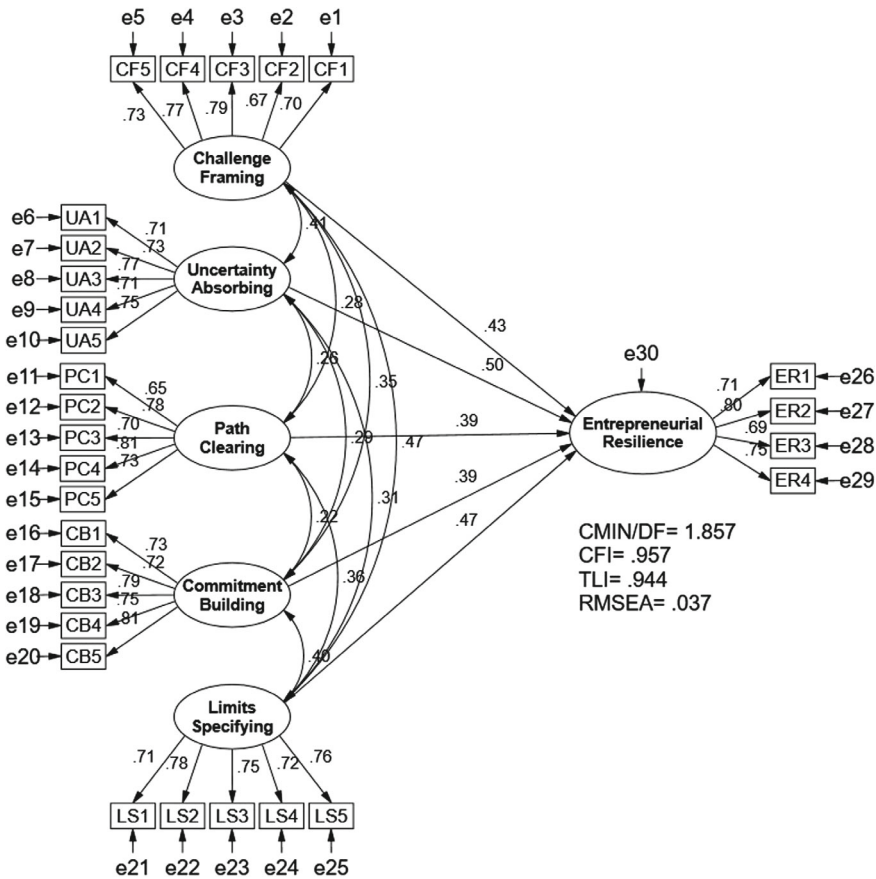 e5 e4 e3 e2 e1
CF5 CF4 CF3 CF2 CF1
.73 .77 .79 .67 .70
Challenge
Framing
.41
e6 UA1
e7 UA2
e8 UA3
e9 UA4
e10 UA5
.71
.73
.77
.71
.75
Uncertainty
Absorbing
.28
.43
.50
.26
.35
e11 PC1
e12 PC2
e13 PC3
e14 PC4
e15 PC5
.65
.78
.70
.81
.73
Path
Clearing
.39
.29
.47
.39
.31
.47
.22
.36
e30
Entrepreneurial
Resilience
.71
.80
.69
.75
ER1 e26
ER2 e27
ER3 e28
ER4 e29
e16 CB1
e17 CB2
e18 CB3
e19 CB4
e20 CB5
.73
.72
.79
.75
.81
Commitment
Building
.40
CMIN/DF= 1.857
CFI= .957
TLI= .944
RMSEA= .037
Limits
Specifying
.71 .78 .75 .72 .76
LS1 LS2 LS3 LS4 LS5
e21 e22 e23 e24 e25